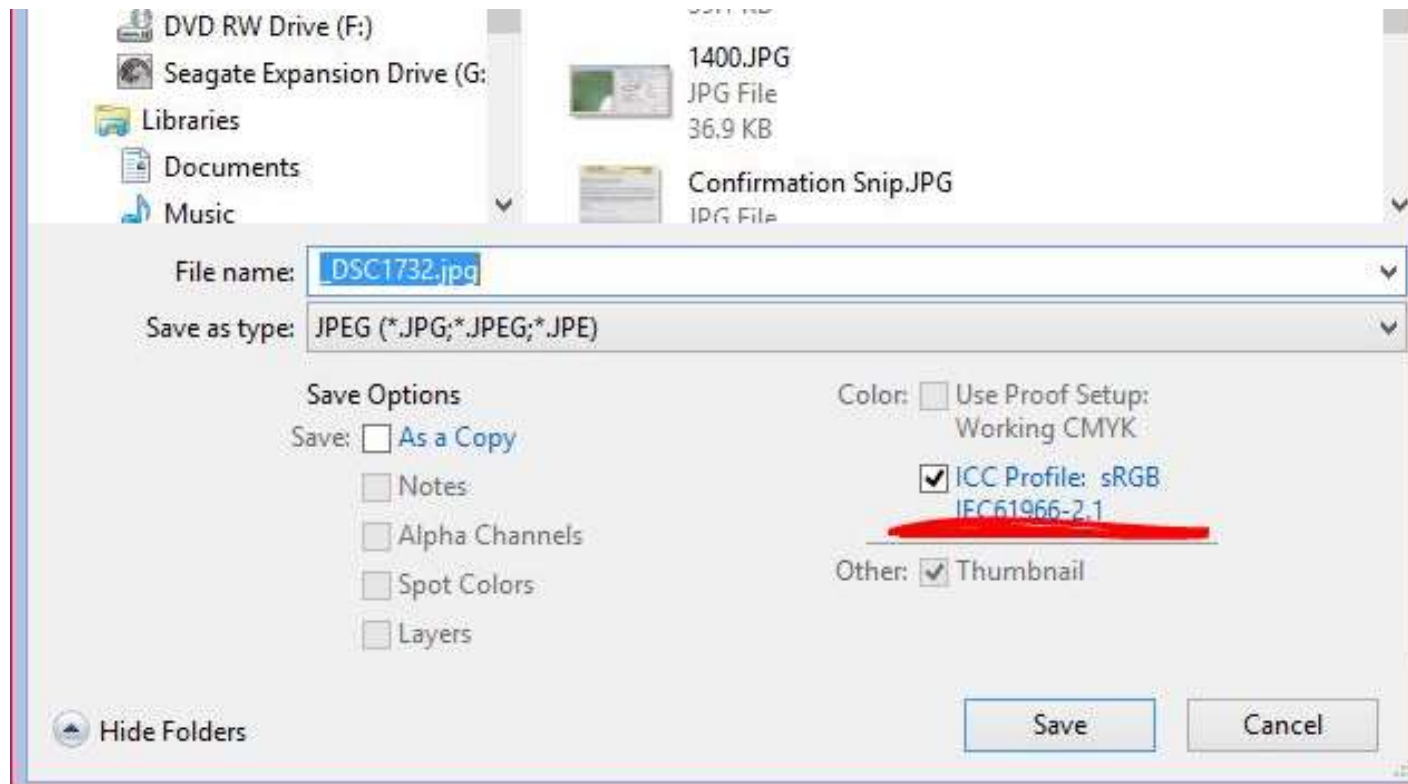 DVD RW Drive (F:)
Seagate Expansion Drive (G:
Libraries
Documents
Music
1400.JPG
JPG File
36.9 KB
Confirmation Snip.JPG
JPG File
File name: _DSC1732.jpg
Save as type: JPEG (*.JPG;*.JPEG;*.JPE)
Save Options
Save: As a Copy
Notes
Alpha Channels
Spot Colors
Layers
Color: Use Proof Setup:
Working CMYK
ICC Profile: sRGB
IEC61966-2.1
Other: Thumbnail
Hide Folders
Save
Cancel